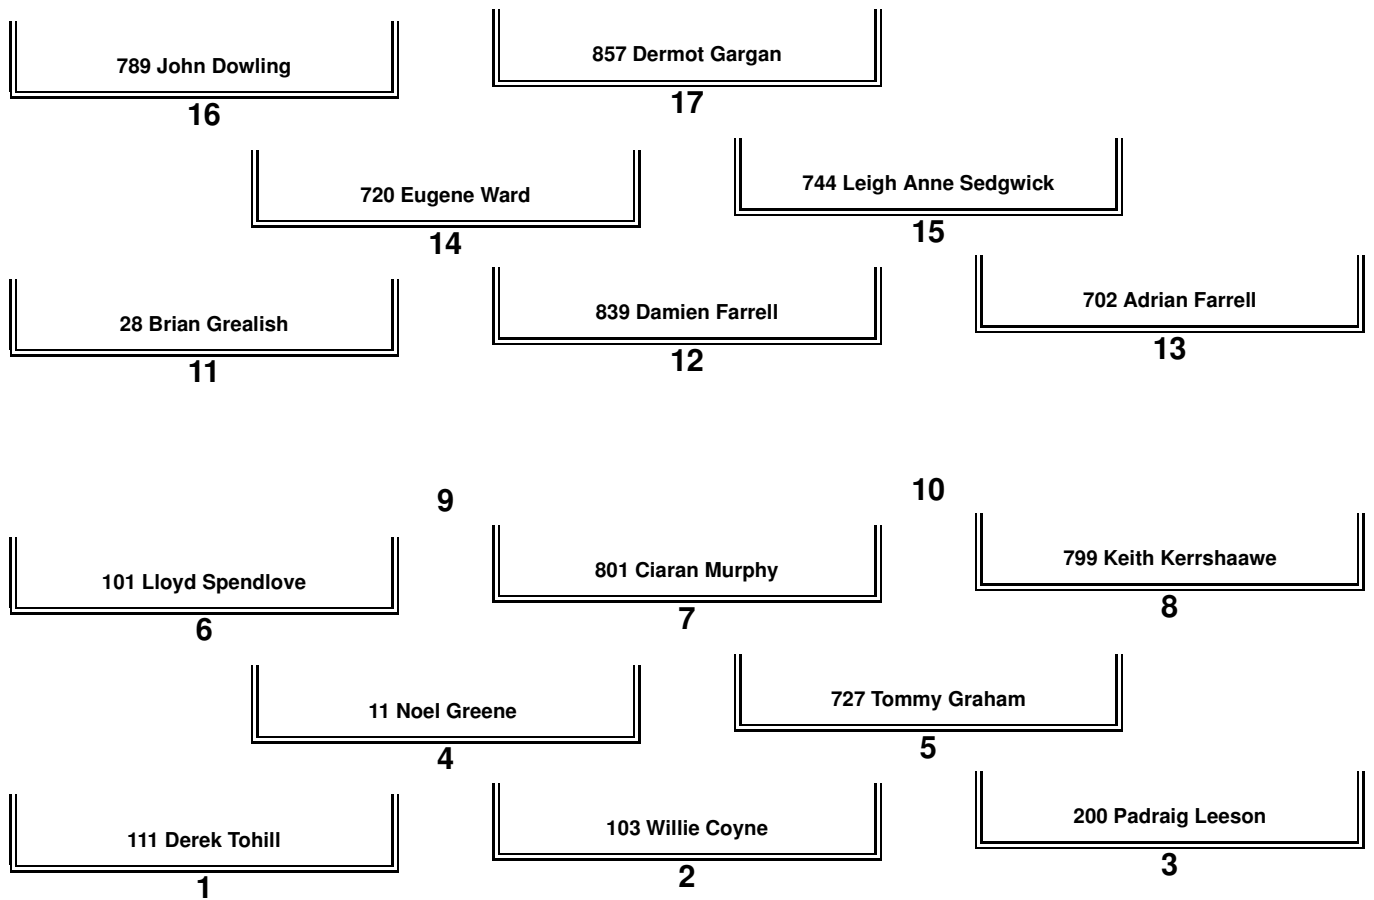 789 John Dowling
857 Dermot Gargan
16
17
720 Eugene Ward
744 Leigh Anne Sedgwick
14
15
28 Brian Grealish
839 Damien Farrell
702 Adrian Farrell
11
12
13
9
10
101 Lloyd Spendlove
801 Ciaran Murphy
799 Keith Kerrshaawe
6
7
8
11 Noel Greene
727 Tommy Graham
4
5
111 Derek Tohill
103 Willie Coyne
200 Padraig Leeson
1
2
3